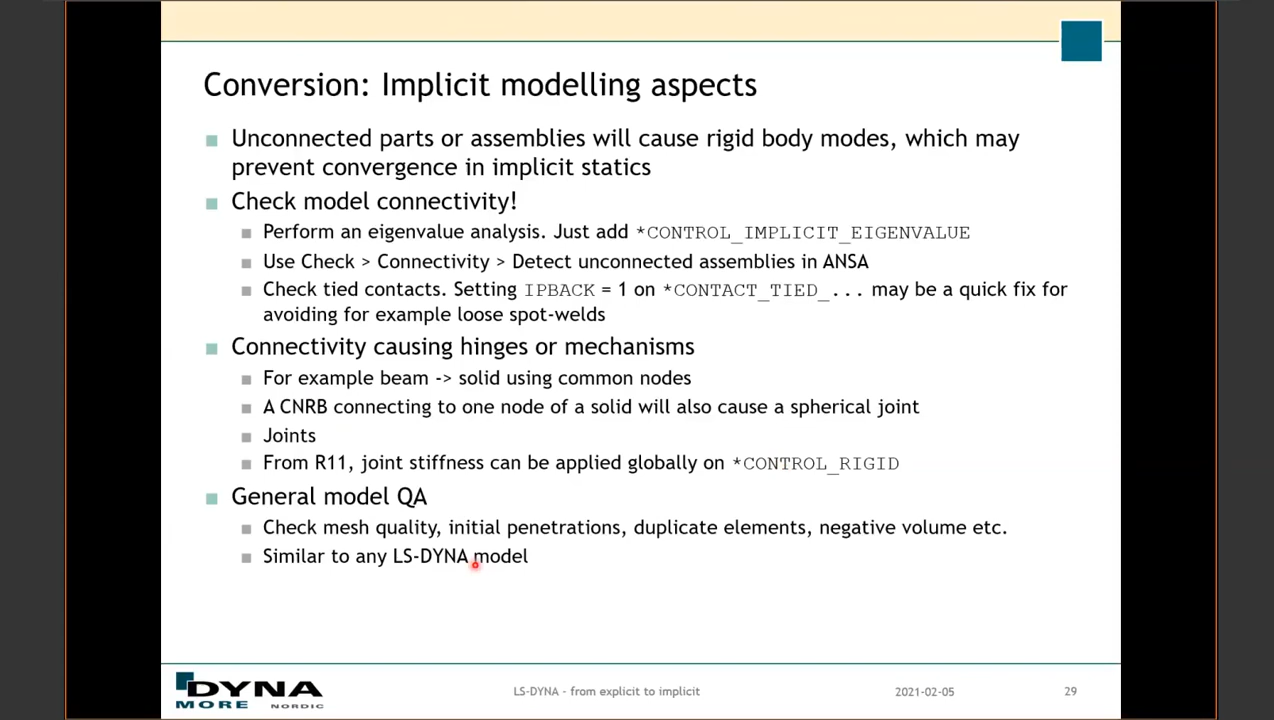 Conversion: Implicit modelling aspects
Unconnected parts or assemblies will cause rigid body modes, which may
prevent convergence in implicit statics
Check model connectivity!
Perform an eigenvalue analysis. Just add *CONTROL_IMPLICIT_EIGENVALUE
Use Check > Connectivity > Detect unconnected assemblies in ANSA
Check tied contacts. Setting IPBACK = 1 on *CONTACT_TIED_... may be a quick fix for
avoiding for example loose spot-welds
Connectivity causing hinges or mechanisms
For example beam -> solid using common nodes
A CNRB connecting to one node of a solid will also cause a spherical joint
Joints
From R11, joint stiffness can be applied globally on *CONTROL_RIGID
General model QA
Check mesh quality, initial penetrations, duplicate elements, negative volume etc.
Similar to any LS-DYNA model
DYNA
MORE NORDIC
LS-DYNA - from explicit to implicit
2021-02-05
29